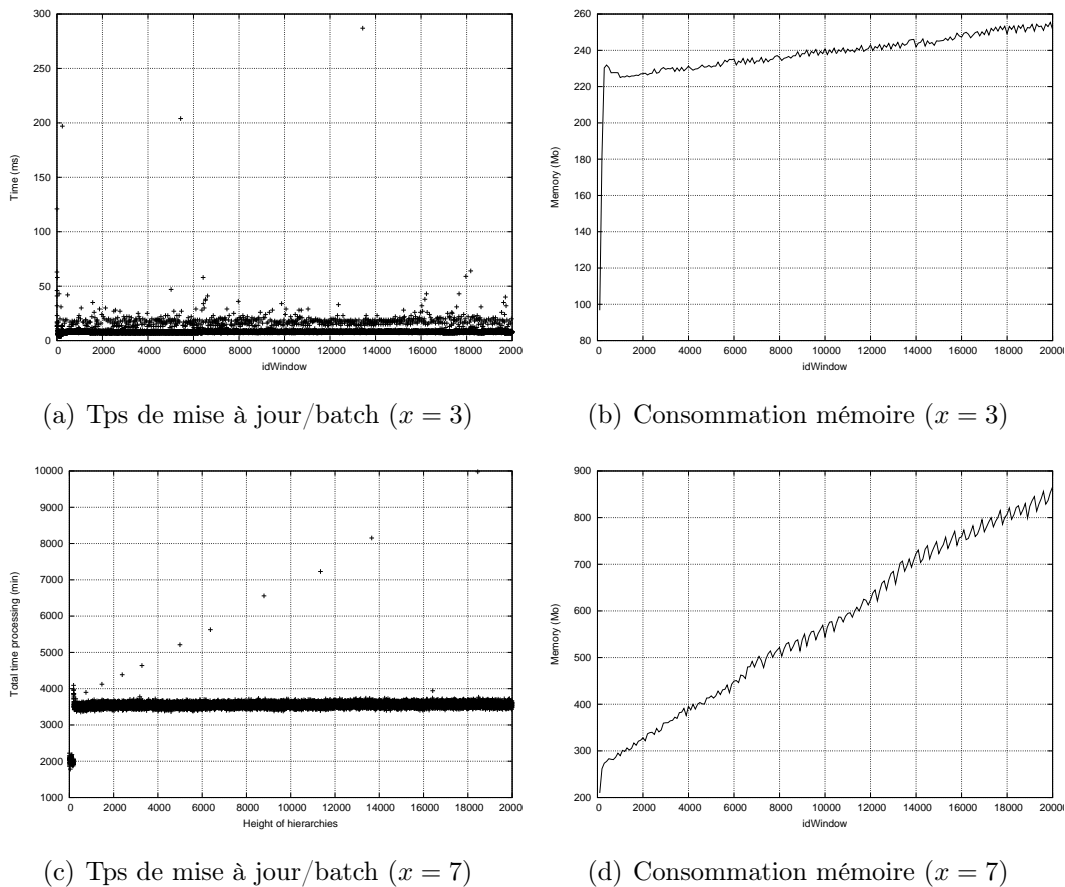 300
250
200
150
100
50
0
Time (ms)
0 2000 4000 6000 8000 10000 12000 14000 16000 18000 20000
idWindow
(a) Tps de mise à jour/batch (x = 3)
260
240
220
200
180
160
140
120
100
80
Memory (Mo)
0 2000 4000 6000 8000 10000 12000 14000 16000 18000 20000
idWindow
(b) Consommation mémoire (x = 3)
10000
9000
8000
7000
6000
5000
4000
3000
2000
1000
Total time processing (min)
0 2000 4000 6000 8000 10000 12000 14000 16000 18000 20000
Height of hierarchies
(c) Tps de mise à jour/batch (x = 7)
900
800
700
600
500
400
300
200
Memory (Mo)
0 2000 4000 6000 8000 10000 12000 14000 16000 18000 20000
idWindow
(d) Consommation mémoire (x = 7)